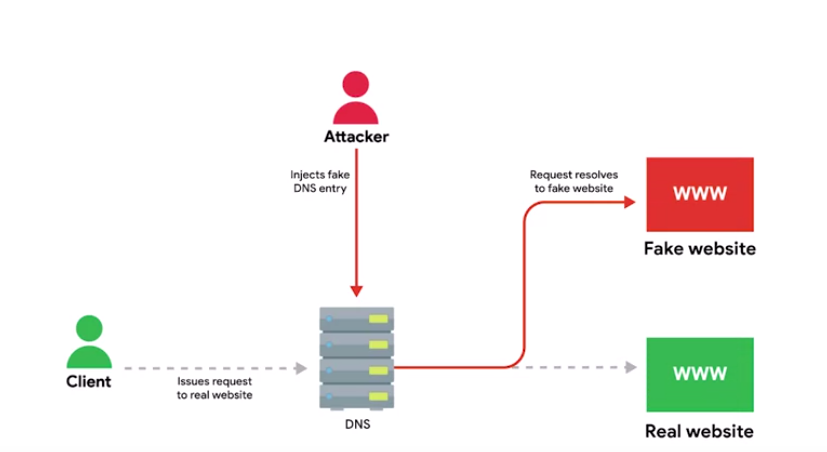 Attacker
Injects fake
DNS entry
Request resolves
to fake website
WWW
Fake website
Client
Issues request
to real website
DNS
WWW
Real website